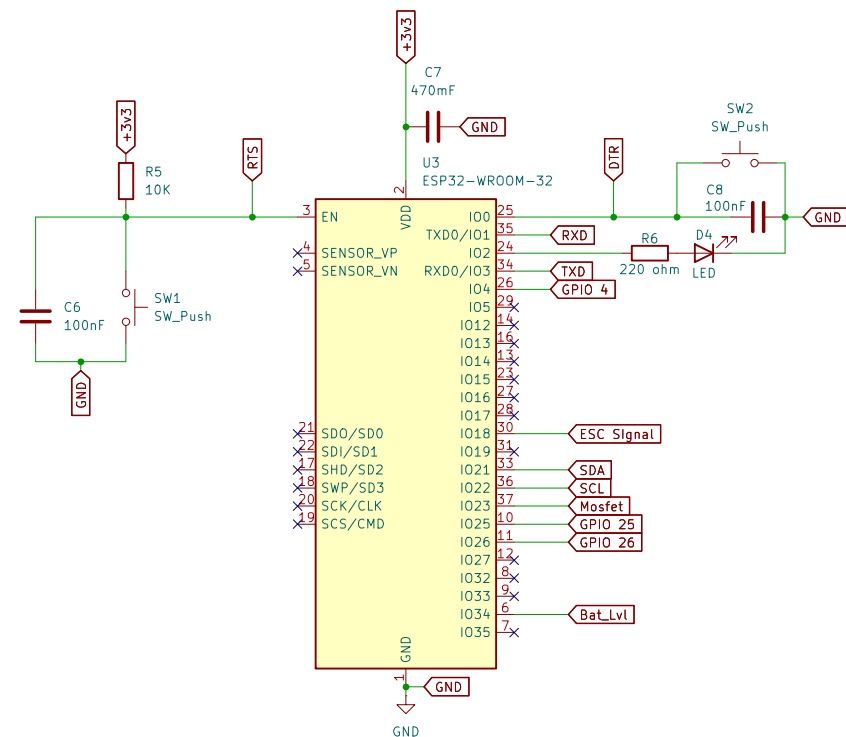 +3v3
C7
470mF
GND
+3v3
R5
10K
RTS
U3
ESP32-WROOM-32
DTR
SW2
SW_Push
C8
100nF
GND
2
VDD
3 EN
4 SENSOR_VP
5 SENSOR_VN
C6
100nF
SW1
SW_Push
GND
21 SDO/SD0
22 SDI/SD1
17 SHD/SD2
18 SWP/SD3
20 SCK/CLK
19 SCS/CMD
IO0 25
TXD0/IO1 35 RXD
IO2 24
R6
220 ohm
D4
LED
RXD0/IO3 34 TXD
IO4 26 GPIO 4
IO5 29
IO12 14
IO13 16
IO14 13
IO15 23
IO16 27
IO17 28
IO18 30 ESC SIgnal
IO19 31
IO21 33 SDA
IO22 36 SCL
IO23 37 Mosfet
IO25 10 GPIO 25
IO26 11 GPIO 26
IO27 12
IO32 8
IO33 9
IO34 6 Bat_Lvl
IO35 7
GND
1
GND
GND